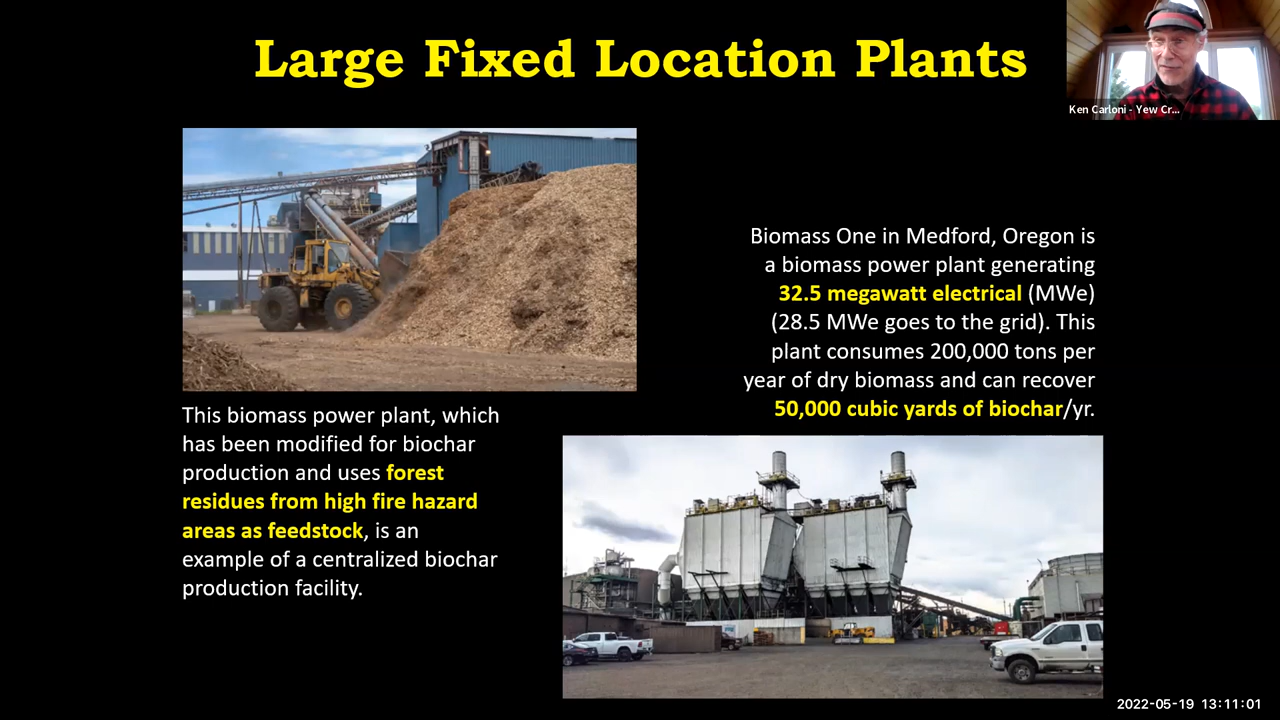 Large Fixed Location Plants
Ken Carloni - Yew Cr...
Biomass One in Medford, Oregon is
a biomass power plant generating
32.5 megawatt electrical (MWe)
(28.5 MWe goes to the grid). This
plant consumes 200,000 tons per
year of dry biomass and can recover
50,000 cubic yards of biochar/yr.
This biomass power plant, which
has been modified for biochar
production and uses forest
residues from high fire hazard
areas as feedstock, is an
example of a centralized biochar
production facility.
2022-05-19 13:11:01